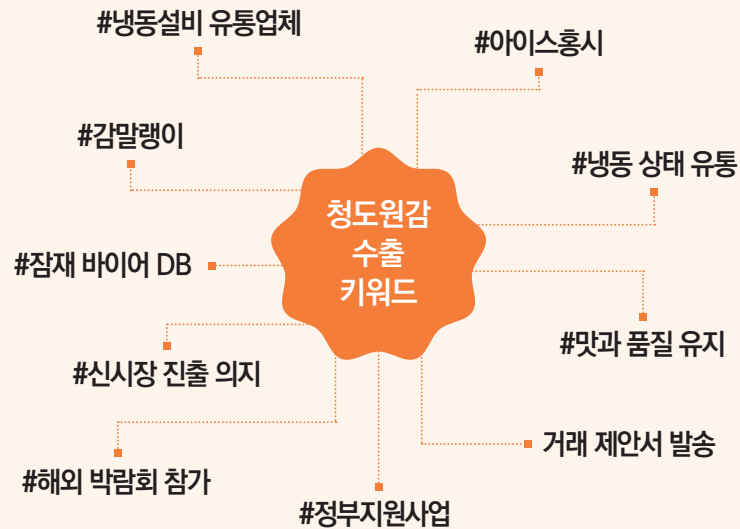 #냉동설비 유통업체
#아이스홍시
#감말랭이
#냉동 상태 유통
청도원감
수출
키워드
#잠재 바이어 DB
#맛과 품질 유지
#신시장 진출 의지
거래 제안서 발송
#해외 박람회 참가
#정부지원사업